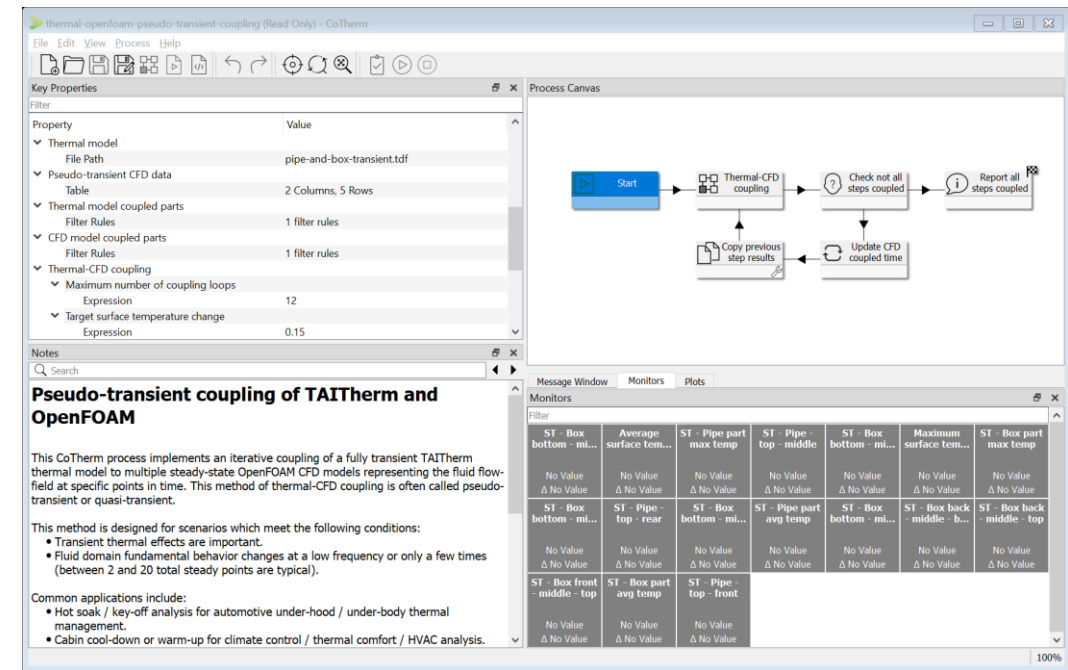 thermal-openfoam-pseudo-transient-coupling (Read Only) - CoTherm
File Edit View Process Help
Key Properties
Filter
Property Value
Thermal model
File Path pipe-and-box-transient.tdf
Pseudo-transient CFD data
Table 2 Columns, 5 Rows
Thermal model coupled parts
Filter Rules 1 filter rules
CFD model coupled parts
Filter Rules 1 filter rules
Thermal-CFD coupling
Maximum number of coupling loops
Expression 12
Target surface temperature change
Expression 0.15
Notes
Search
Pseudo-transient coupling of TAITherm and
OpenFOAM
This CoTherm process implements an iterative coupling of a fully transient TAITherm
thermal model to multiple steady-state OpenFOAM CFD models representing the fluid flow-
field at specific points in time. This method of thermal-CFD coupling is often called pseudo-
transient or quasi-transient.
This method is designed for scenarios which meet the following conditions:
• Transient thermal effects are important.
• Fluid domain fundamental behavior changes at a low frequency or only a few times
(between 2 and 20 total steady points are typical).
Common applications include:
• Hot soak / key-off analysis for automotive under-hood / under-body thermal
management.
• Cabin cool-down or warm-up for climate control / thermal comfort / HVAC analysis.
Process Canvas
Start
Thermal-CFD
coupling
Check not all
steps coupled
Report all
steps coupled
Copy previous
step results
Update CFD
coupled time
Message Window Monitors Plots
Monitors
Filter
ST - Box
bottom - mi...
No Value
Δ No Value
Average
surface tem...
No Value
Δ No Value
ST - Pipe part
max temp
No Value
Δ No Value
ST - Pipe -
top - middle
No Value
Δ No Value
ST - Box
bottom - mi...
No Value
Δ No Value
Maximum
surface tem...
No Value
Δ No Value
ST - Box part
max temp
No Value
Δ No Value
ST - Box
bottom - mi...
No Value
Δ No Value
ST - Pipe -
top - rear
No Value
Δ No Value
ST - Box
bottom - mi...
No Value
Δ No Value
ST - Pipe part
avg temp
No Value
Δ No Value
ST - Box
bottom - mi...
No Value
Δ No Value
ST - Box back
- middle - b...
No Value
Δ No Value
ST - Box back
- middle - top
No Value
Δ No Value
ST - Box front
- middle - top
No Value
Δ No Value
ST - Box part
avg temp
No Value
Δ No Value
ST - Pipe -
top - front
No Value
Δ No Value
100%